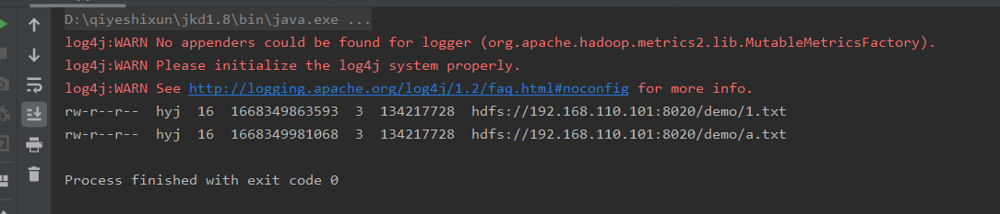 D:\qiyeshixun\jkd1.8\bin\java.exe ...
log4j:WARN No appenders could be found for logger (org.apache.hadoop.metrics2.lib.MutableMetricsFactory).
log4j:WARN Please initialize the log4j system properly.
log4j:WARN See http://logging.apache.org/log4j/1.2/faq.html#noconfig for more info.
rw-r--r--  hyj  16  1668349863593  3  134217728  hdfs://192.168.110.101:8020/demo/1.txt
rw-r--r--  hyj  16  1668349981068  3  134217728  hdfs://192.168.110.101:8020/demo/a.txt
Process finished with exit code 0